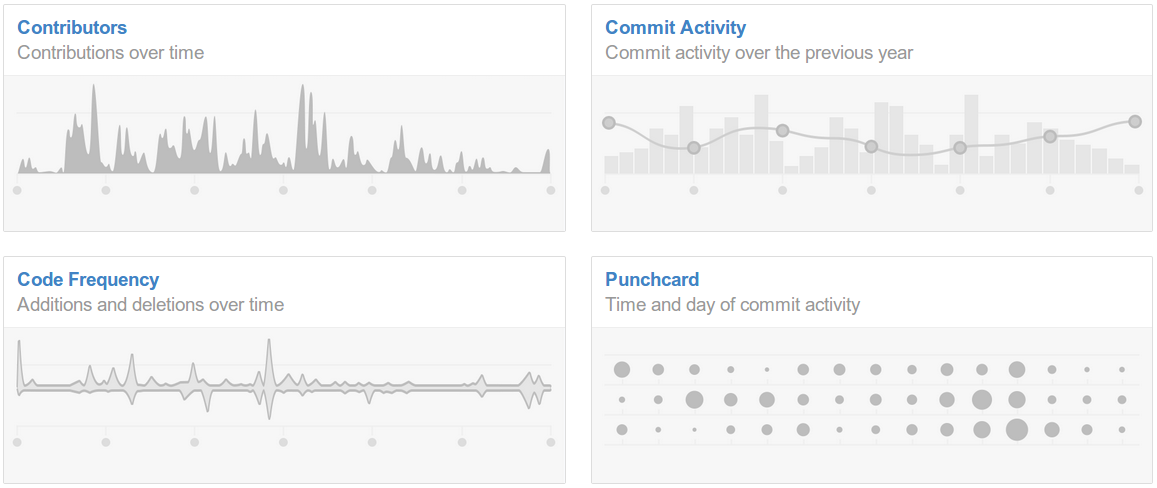 Contributors
Contributions over time
Commit Activity
Commit activity over the previous year
Code Frequency
Additions and deletions over time
Punchcard
Time and day of commit activity